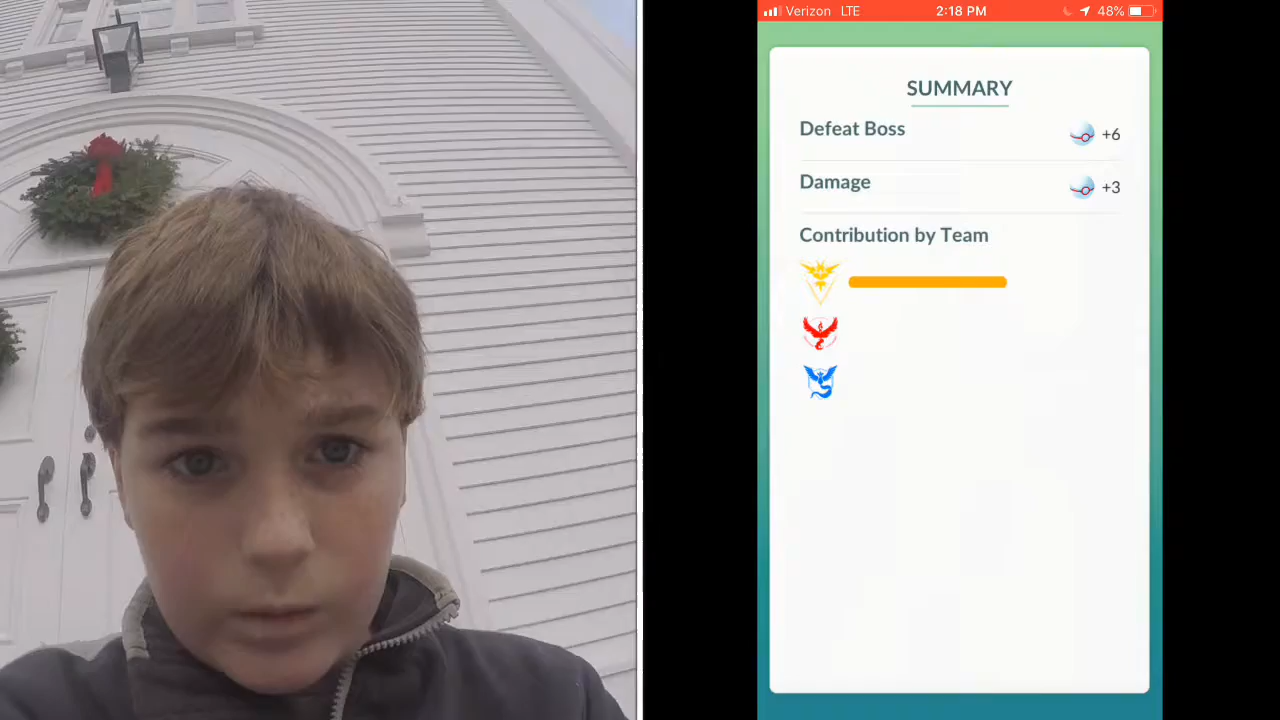 Verizon LTE 2:18 PM 48%
SUMMARY
Defeat Boss +6
Damage +3
Contribution by Team